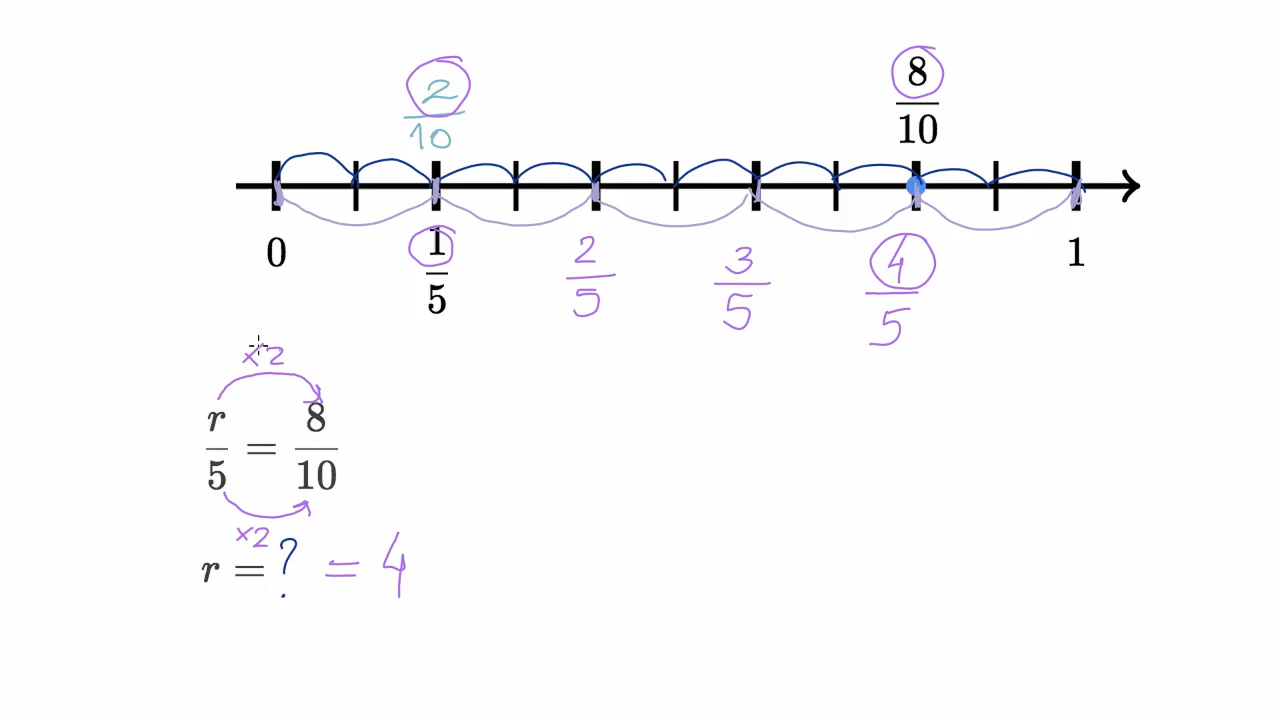 2/10 8/10
0 1/5 2/5 3/5 4/5 1
×2
r/5 = 8/10
×2
r = ? = 4